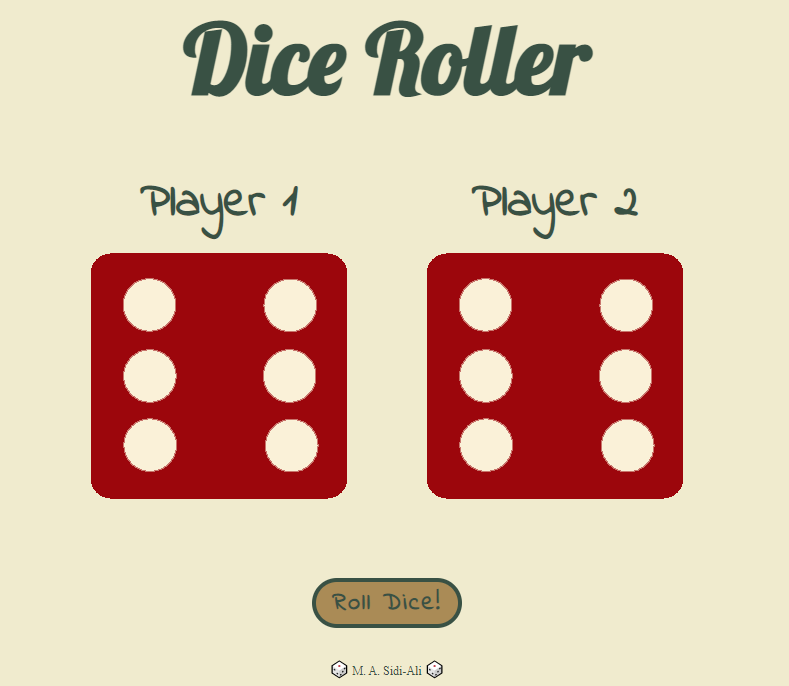 Dice Roller
Player 1
Player 2
Roll Dice!
M. A. Sidi-Ali